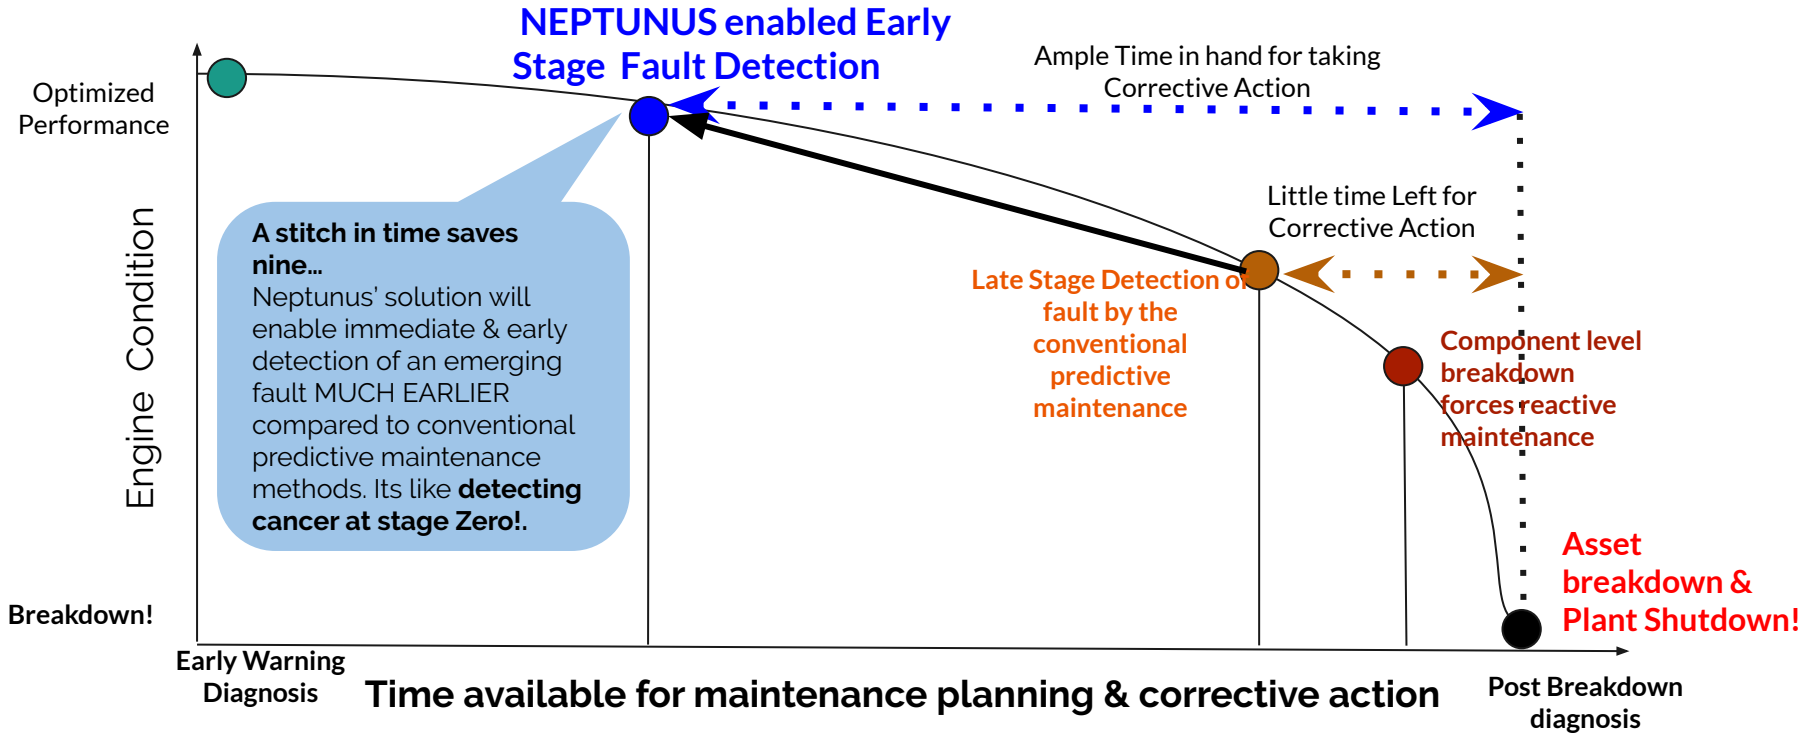 NEPTUNUS enabled Early
Stage Fault Detection
Ample Time in hand for taking
Corrective Action
Optimized
Performance
Little time Left for
Corrective Action
A stitch in time saves
nine...
Neptunus’ solution will
enable immediate & early
detection of an emerging
fault MUCH EARLIER
compared to conventional
predictive maintenance
methods. Its like detecting
cancer at stage Zero!.
Engine Condition
Late Stage Detection of
fault by the
conventional
predictive
maintenance
Component level
breakdown
forces reactive
maintenance
Asset
breakdown &
Plant Shutdown!
Breakdown!
Early Warning
Diagnosis
Time available for maintenance planning & corrective action
Post Breakdown
diagnosis